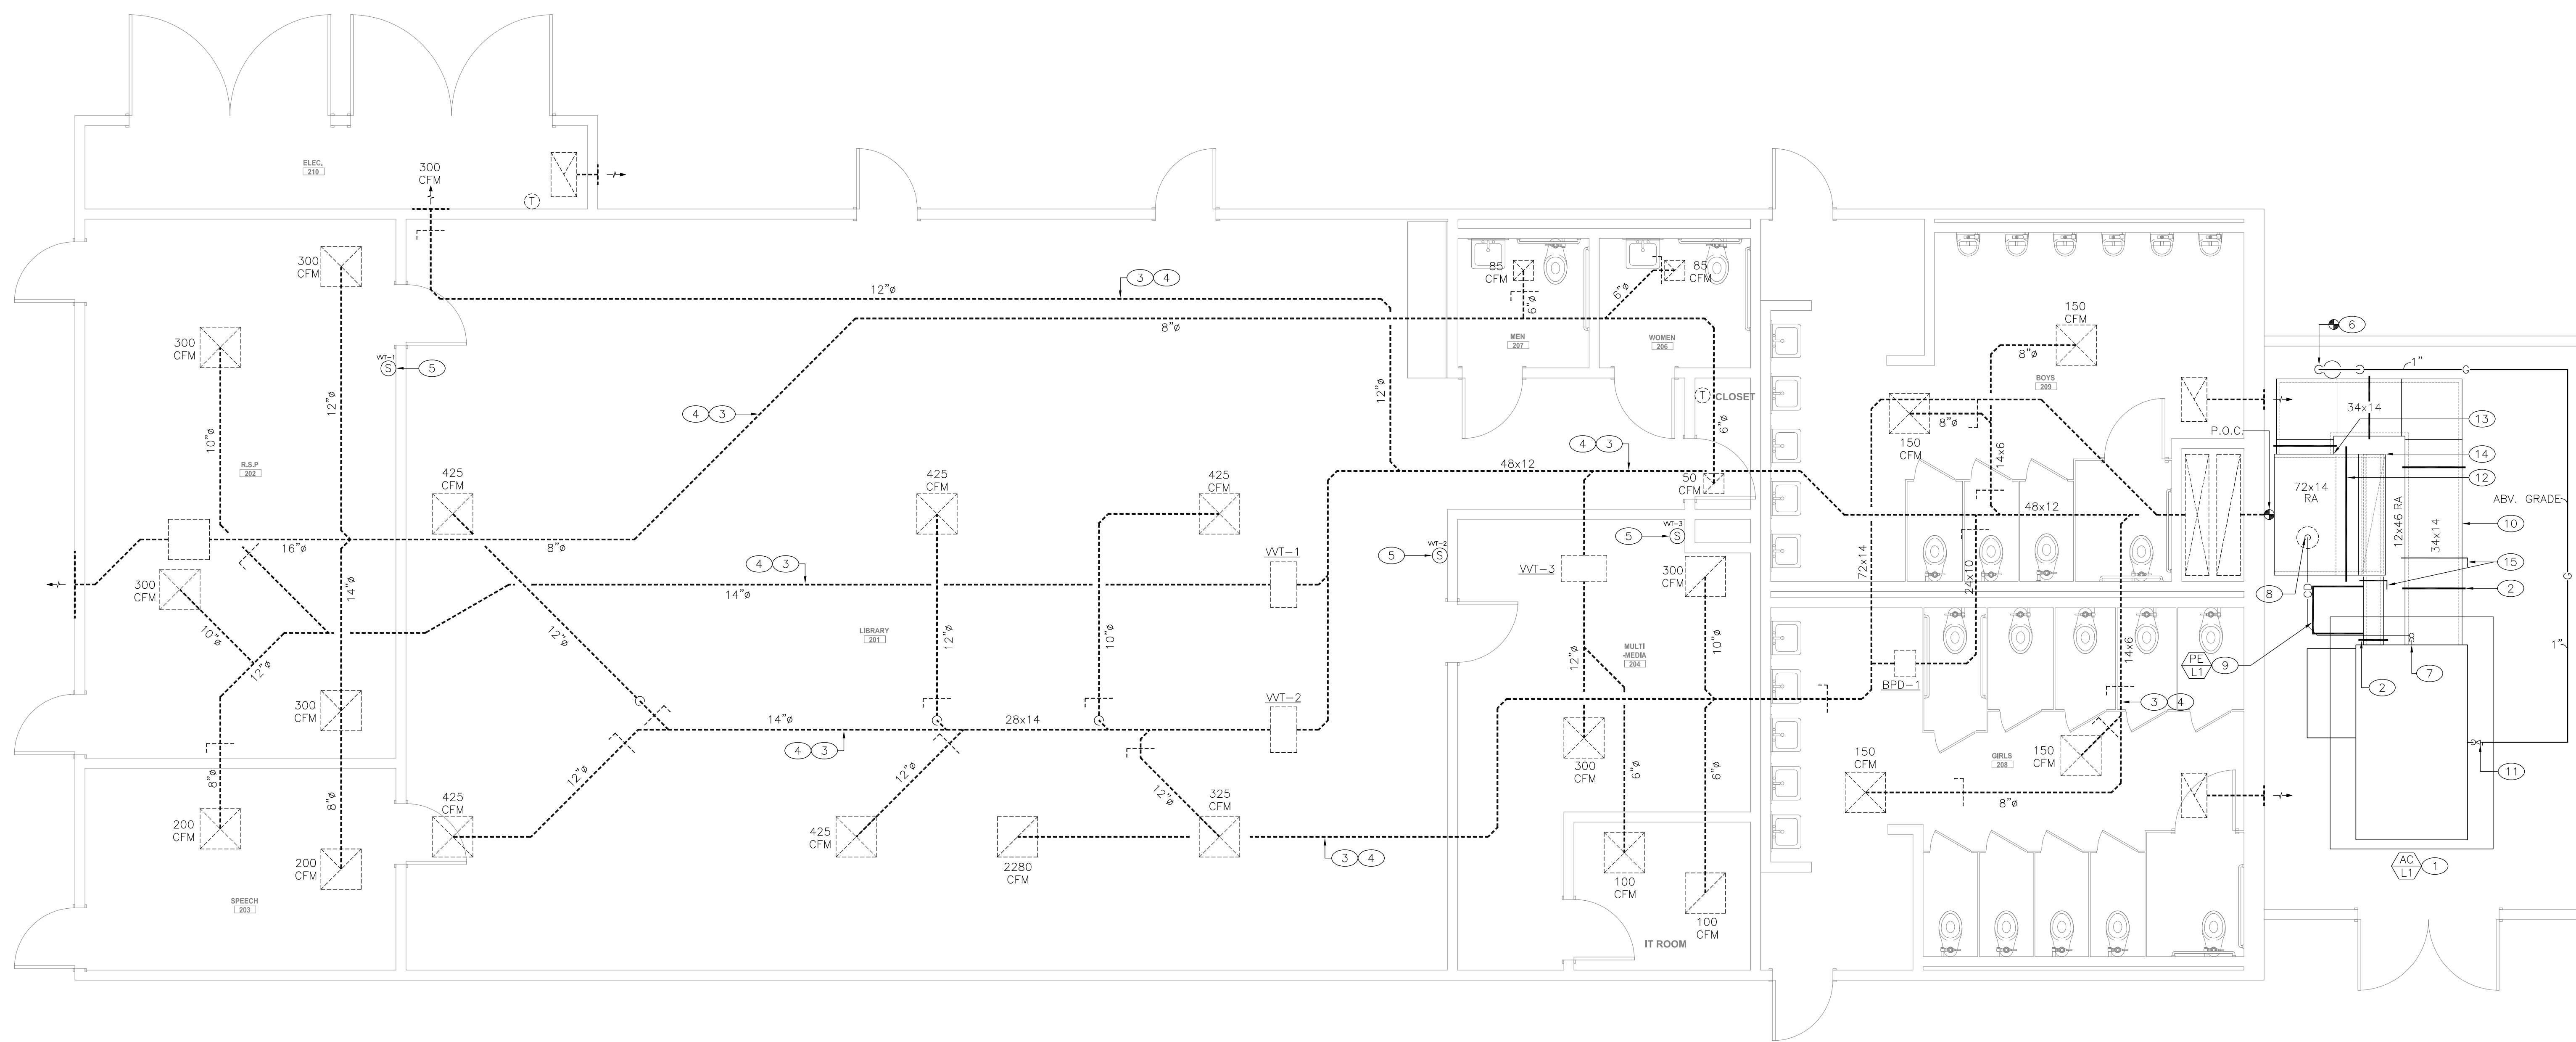 ELEC.
210
300
CFM
T
300
CFM
12"ø
3
4
85
CFM
6"ø
6"ø
85
CFM
150
CFM
6
300
CFM
8"ø
MEN
207
WOMEN
206
8"ø
1"
G
VVT-1
S
5
12"ø
12"ø
T
CLOSET
BOYS
209
34x14
13
10"ø
4
3
6"ø
8"ø
150
CFM
P.O.C.
R.S.P
202
425
CFM
425
CFM
425
CFM
4
3
48x12
50
CFM
14x6
14
12
72x14
RA
ABV. GRADE
48x12
12x46 RA
34x14
10
16"ø
8"ø
VVT-1
VVT-2
S
5
VVT-3
S
5
300
CFM
14"ø
4
3
14"ø
VVT-3
300
CFM
72x14
24x10
8
CD
15
2
G
10"ø
12"ø
12"ø
LIBRARY
201
12"ø
10"ø
12"ø
MULTI
-MEDIA
204
10"ø
14x6
1"
12"ø
PE
L1
9
BPD-1
2
7
300
CFM
14"ø
28x14
VVT-2
3
4
4
3
8"ø
8"ø
12"ø
12"ø
12"ø
300
CFM
6"ø
6"ø
150
CFM
GIRLS
208
150
CFM
11
425
CFM
325
CFM
8"ø
200
CFM
425
CFM
2280
CFM
3
4
200
CFM
100
CFM
AC
L1
1
SPEECH
203
100
CFM
IT ROOM